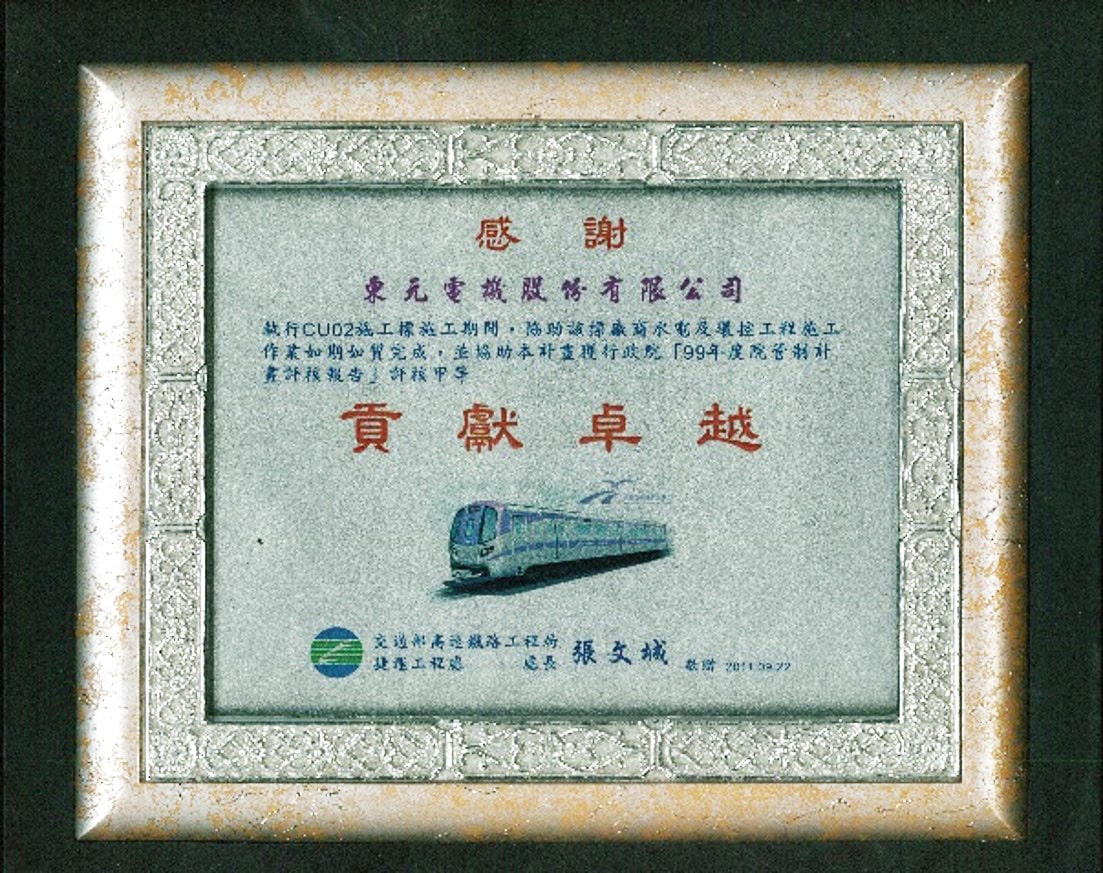 感謝
東元電機股份有限公司
執行CU02施工標施工期間，協助該標廠商水電及環控工程施工
作業如期如質完成，並協助本計畫獲行政院「99年度院管制計
畫評核報告」評核甲等
貢獻卓越
交通部高速鐵路工程局
捷運工程處 處長 張文城 敬贈 2011.09.22